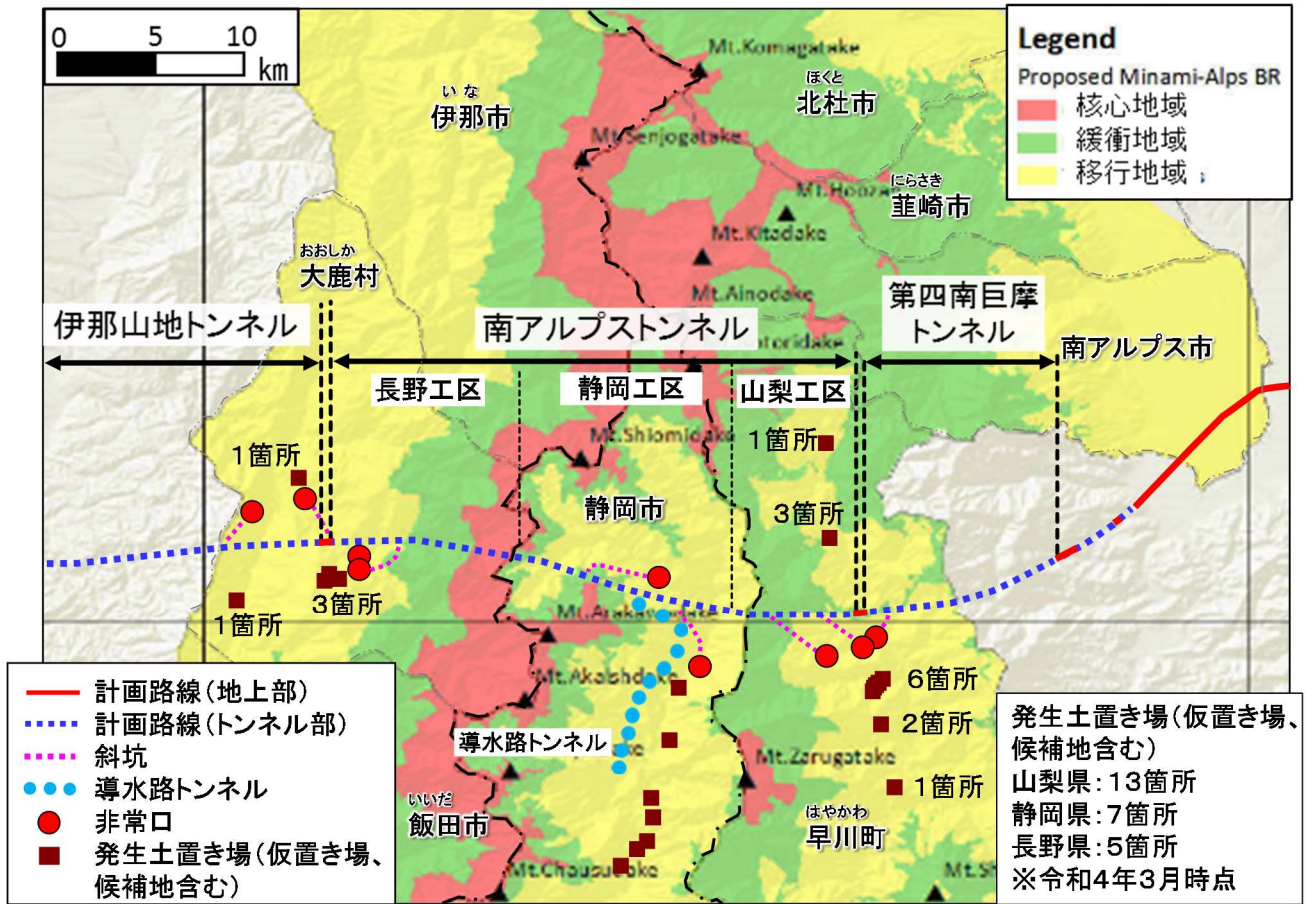 0 5 10
km
Legend
Proposed Minami-Alps BR
核心地域
緩衝地域
移行地域
Mt.Komagatake
ほくと
北杜市
いな
伊那市
Mt.Senjogatake
にらさき
韮崎市
Mt.Kitadake
おおしか
大鹿村
Mt.Ainodake
第四南巨摩
トンネル
伊那山地トンネル
南アルプストンネル
南アルプス市
長野工区
静岡工区
山梨工区
Mt.Shiomidake
1箇所
1箇所
静岡市
3箇所
3箇所
1箇所
6箇所
2箇所
1箇所
導水路トンネル
Mt.Zarugatake
いいだ
飯田市
はやかわ
早川町
計画路線(地上部)
計画路線(トンネル部)
斜坑
導水路トンネル
非常口
発生土置き場(仮置き場、
候補地含む)
発生土置き場(仮置き場、
候補地含む)
山梨県:13箇所
静岡県:7箇所
長野県:5箇所
※令和4年3月時点